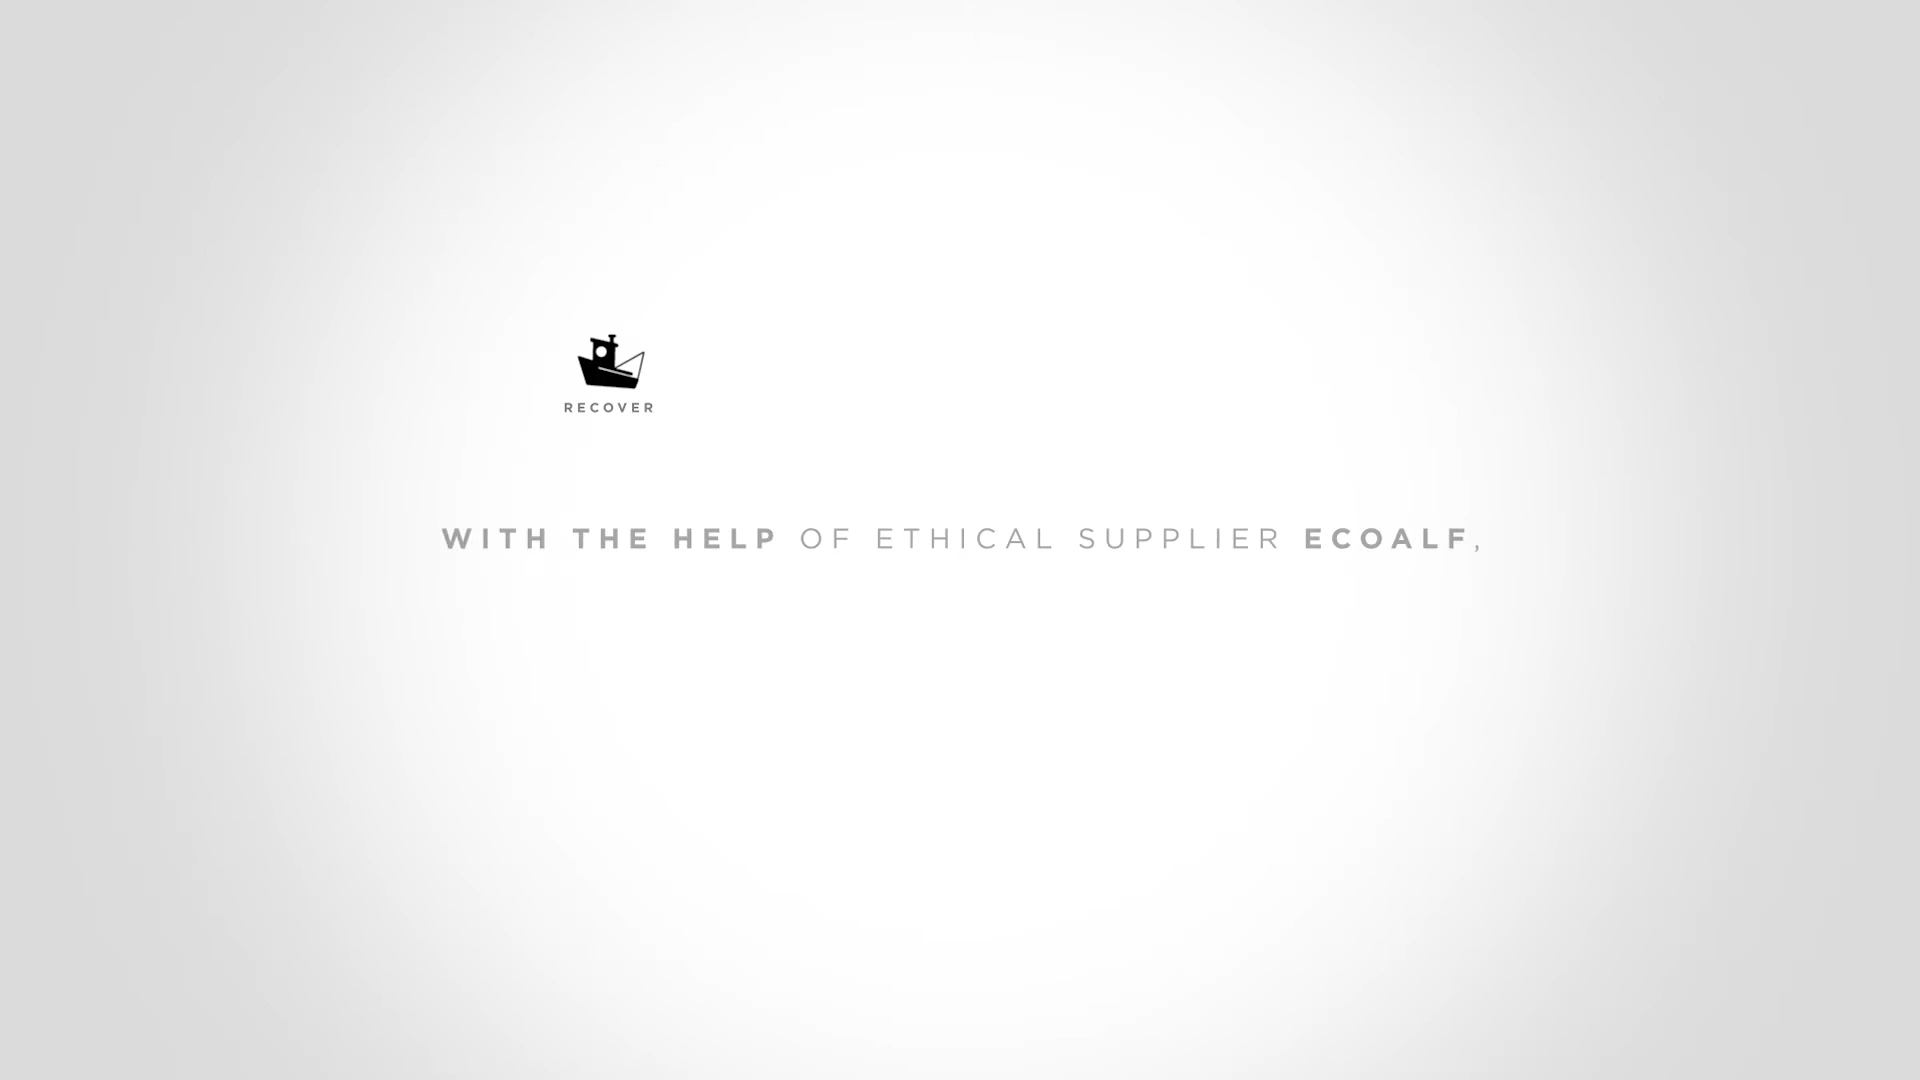 RECOVER
WITH THE HELP OF ETHICAL SUPPLIER ECOALF,